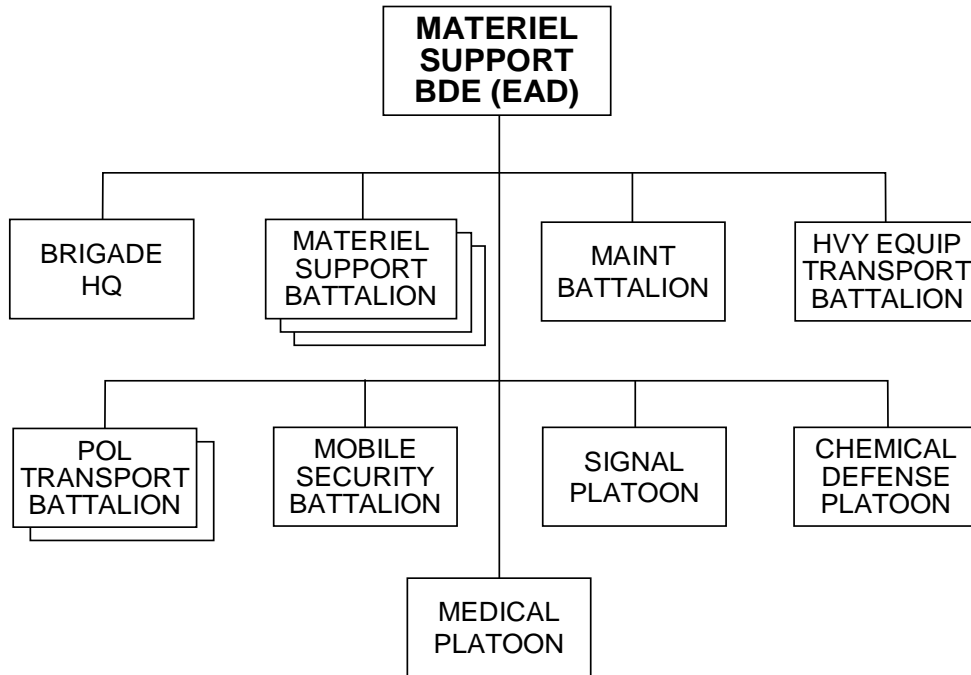 MATERIEL
SUPPORT
BDE (EAD)
BRIGADE
HQ
MATERIEL
SUPPORT
BATTALION
MAINT
BATTALION
HVY EQUIP
TRANSPORT
BATTALION
POL
TRANSPORT
BATTALION
MOBILE
SECURITY
BATTALION
SIGNAL
PLATOON
CHEMICAL
DEFENSE
PLATOON
MEDICAL
PLATOON